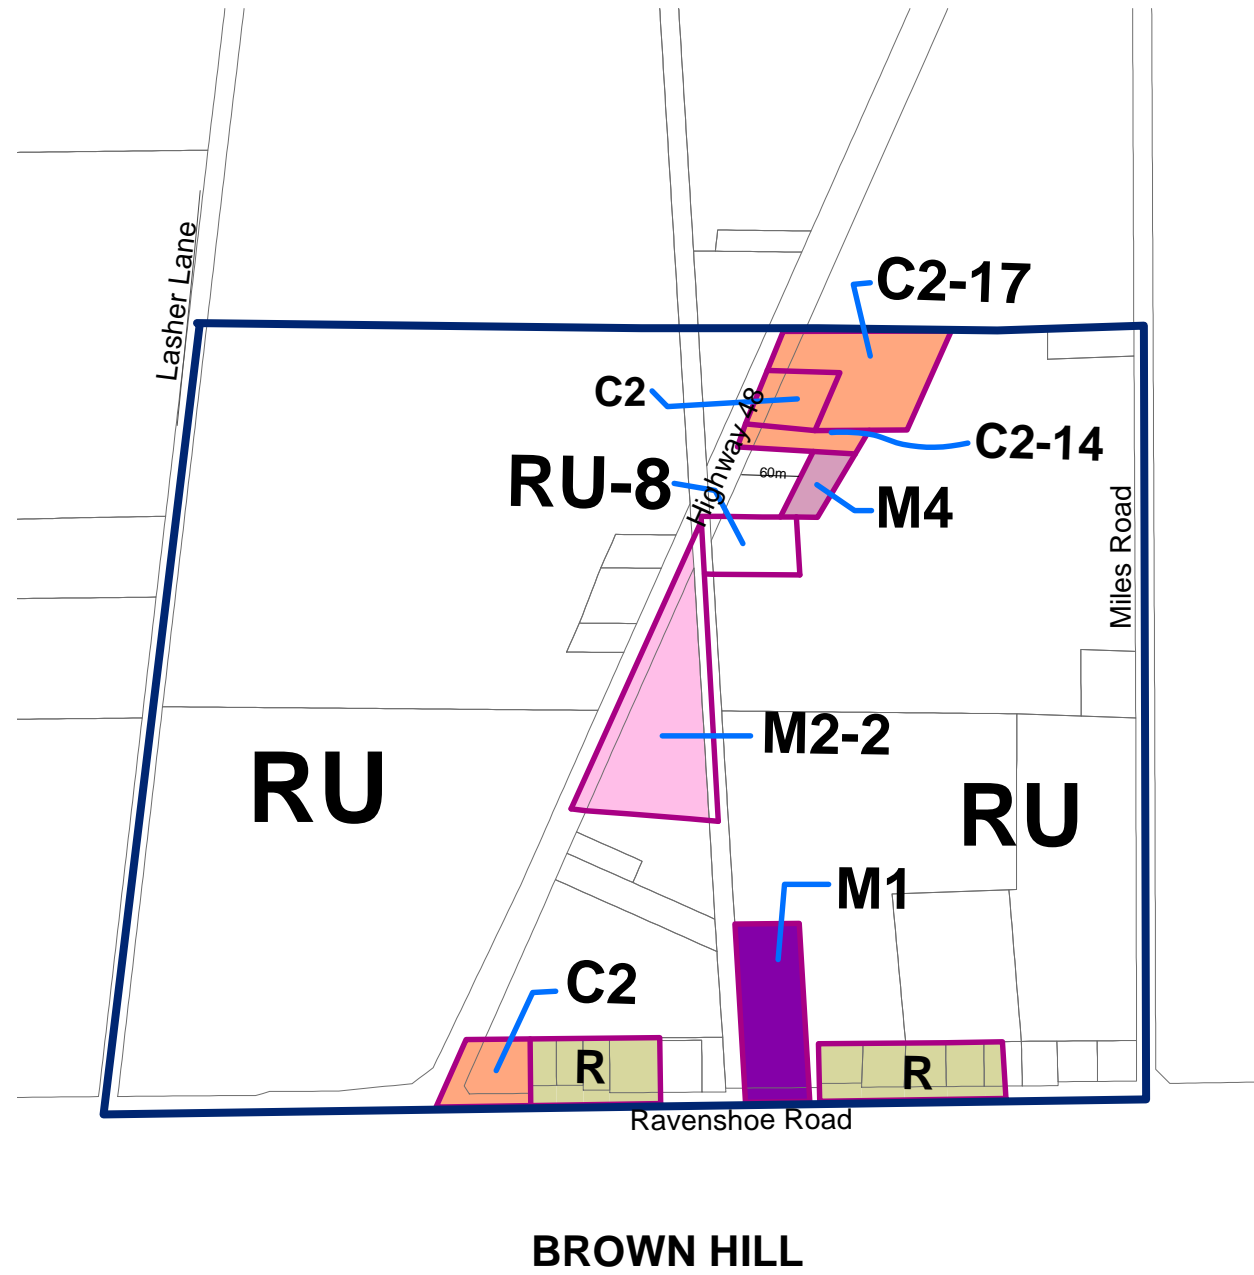 Lasher Lane
C2-17
C2
Highway 48
C2-14
RU-8
60m
M4
Miles Road
M2-2
RU
RU
M1
C2
R
R
Ravenshoe Road
BROWN HILL